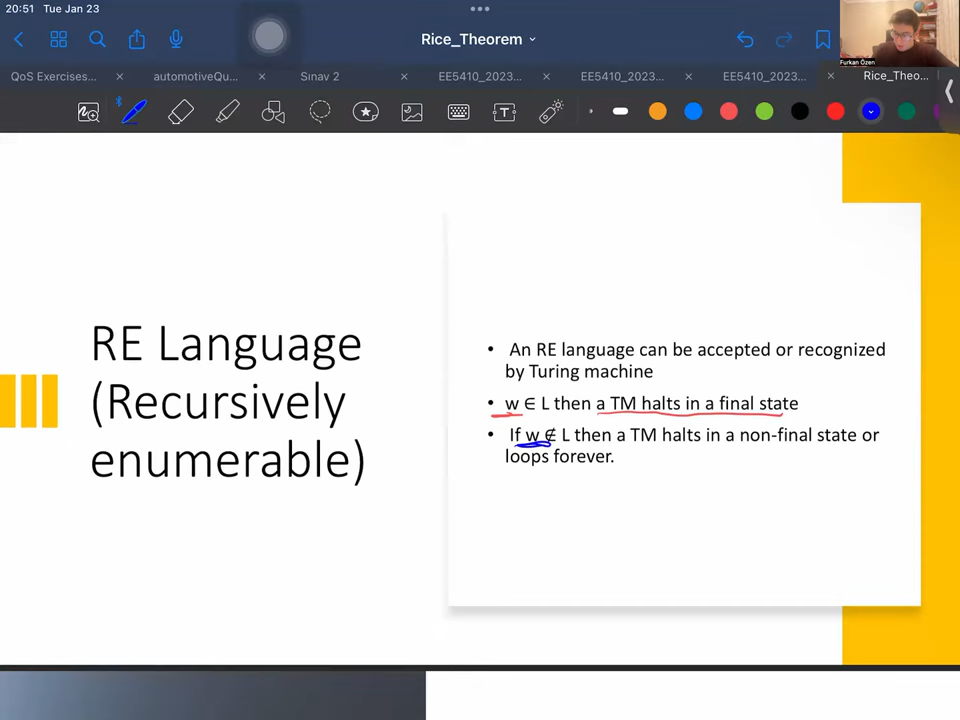 20:51 Tue Jan 23
Rice_Theorem
Furkan Özen
QoS Exercises...
automotiveQu...
Sınav 2
EE5410_2023...
EE5410_2023...
EE5410_2023...
Rice_Theo...
RE Language
(Recursively
enumerable)
• An RE language can be accepted or recognized
by Turing machine
• w ∈ L then a TM halts in a final state
• If w ∉ L then a TM halts in a non-final state or
loops forever.